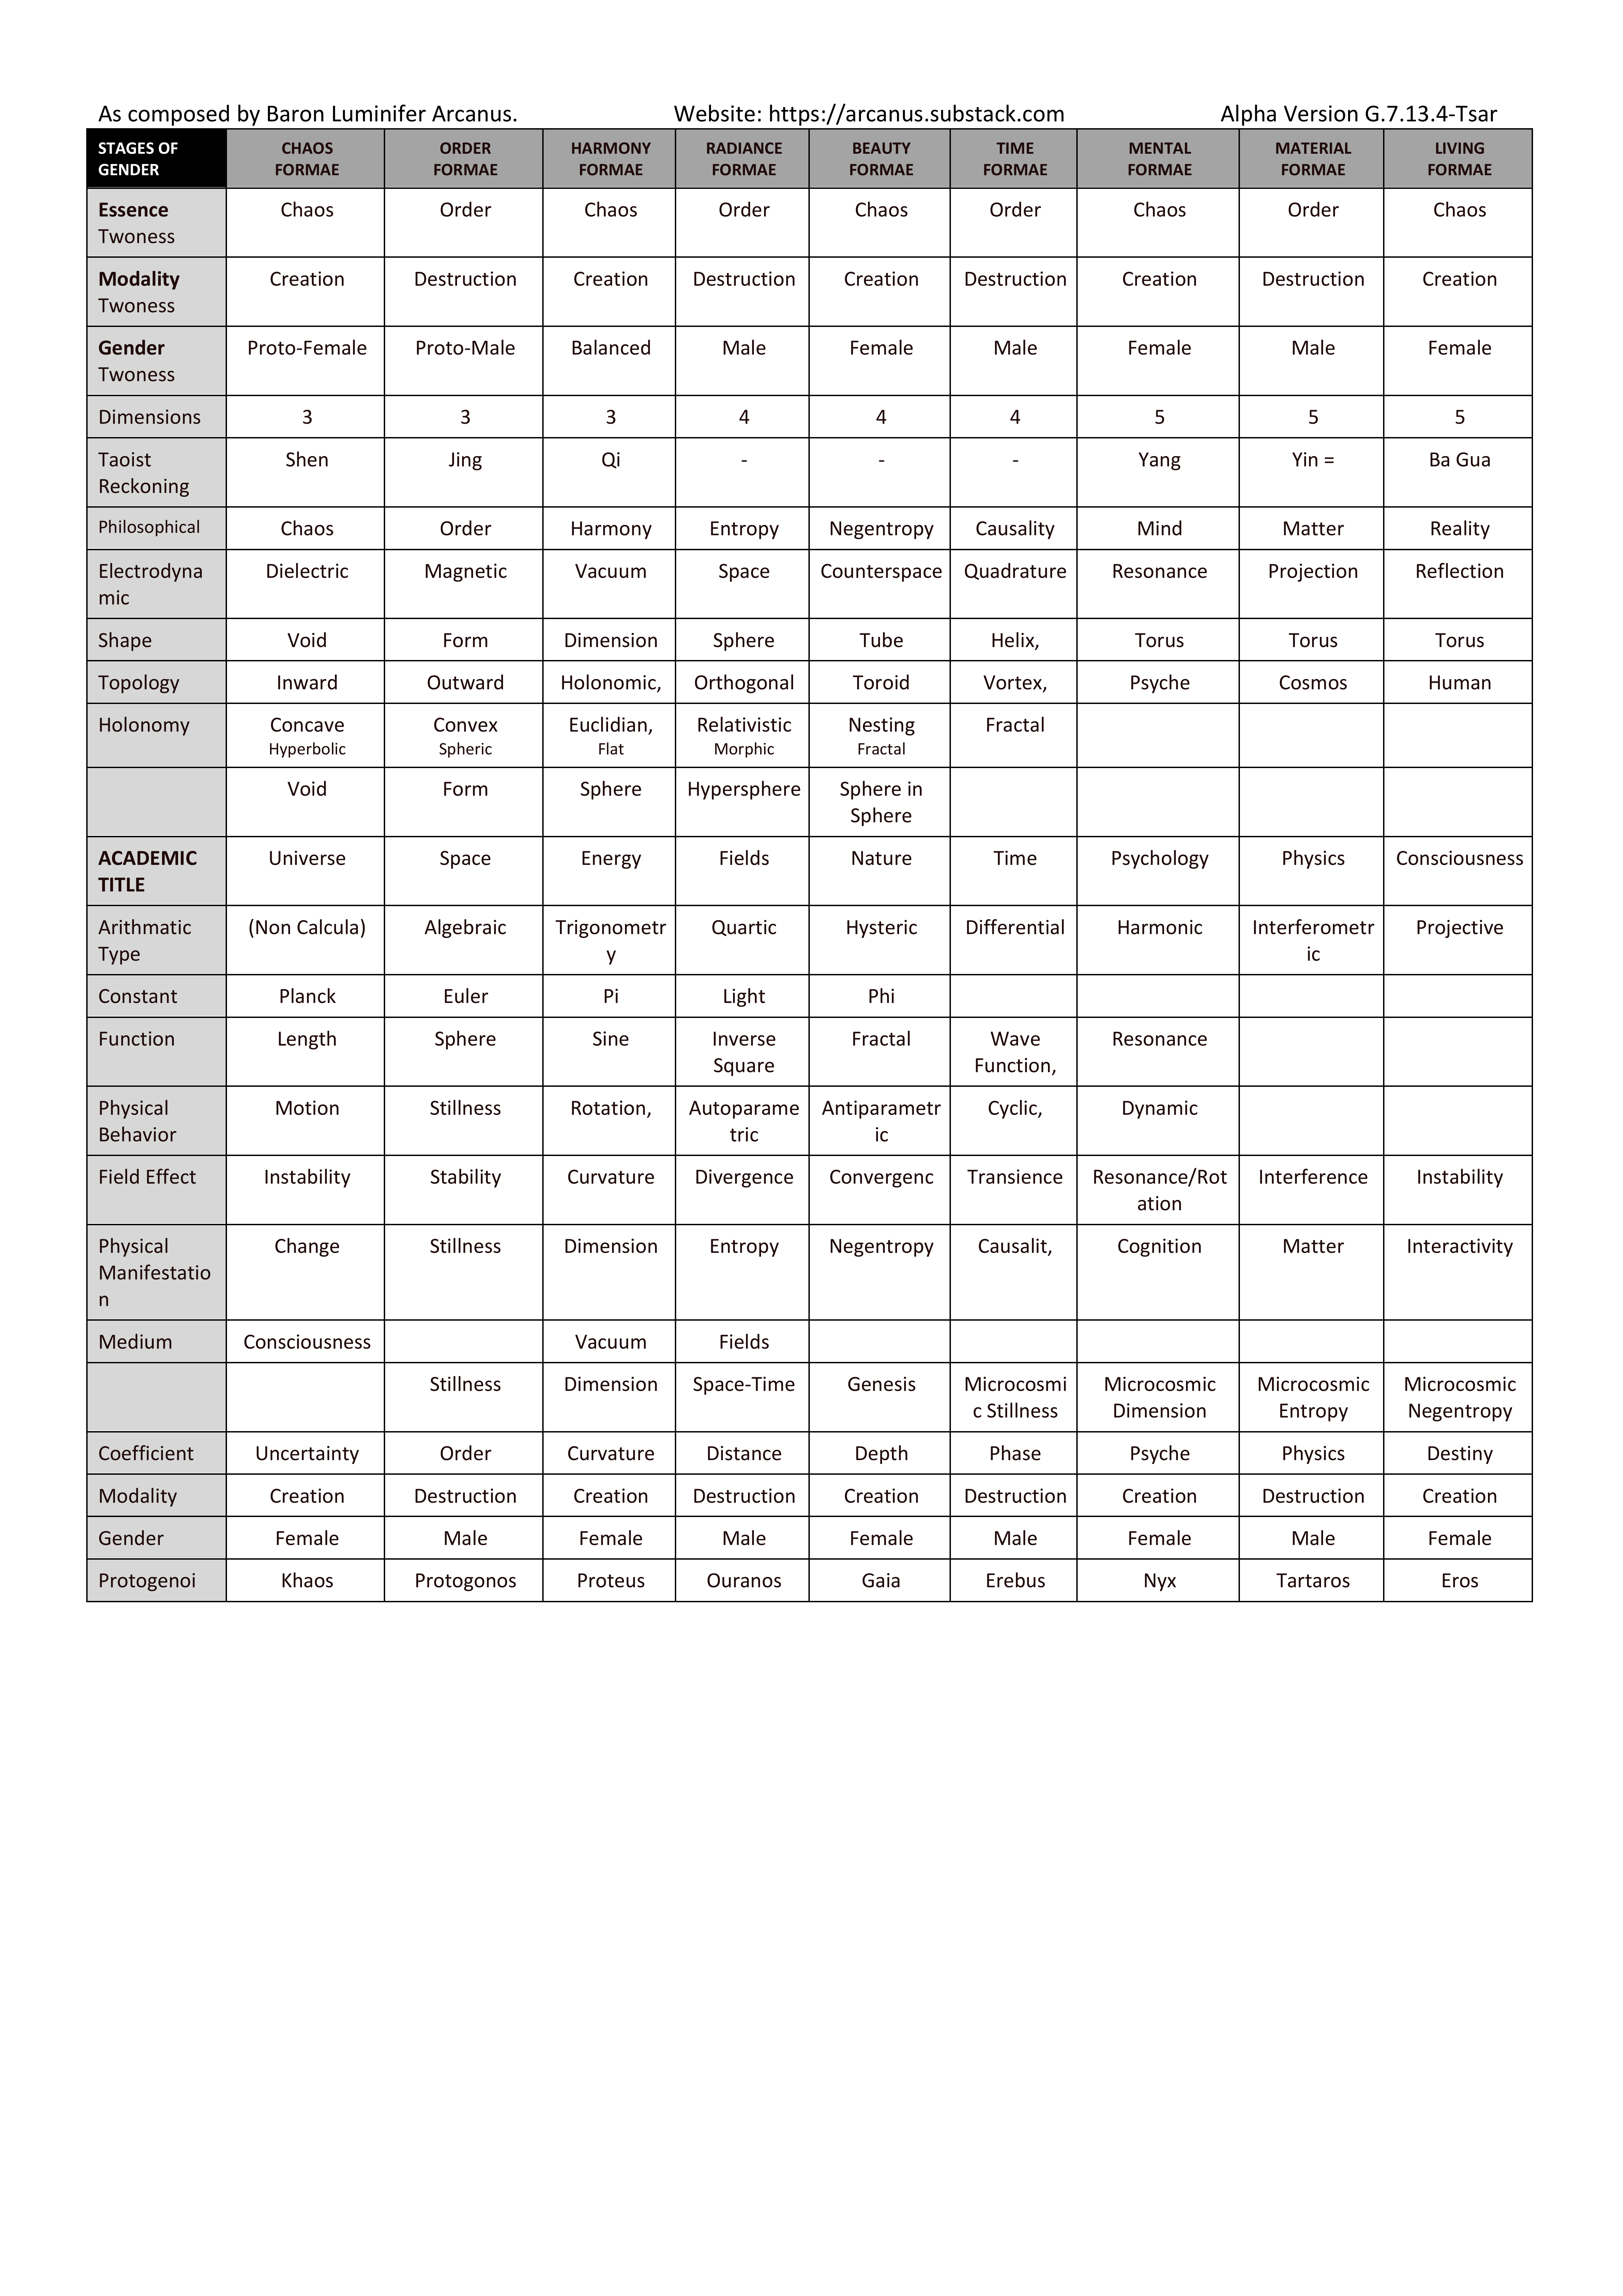 As composed by Baron Luminifer Arcanus. Website: https://arcanus.substack.com Alpha Version G.7.13.4-Tsar
STAGES OF CHAOS ORDER HARMONY RADIANCE BEAUTY TIME MENTAL MATERIAL LIVING
GENDER FORMAE FORMAE FORMAE FORMAE FORMAE FORMAE FORMAE FORMAE FORMAE
Essence Chaos Order Chaos Order Chaos Order Chaos Order Chaos
Twoness
Modality Creation Destruction Creation Destruction Creation Destruction Creation Destruction Creation
Twoness
Gender Proto-Female Proto-Male Balanced Male Female Male Female Male Female
Twoness
Dimensions 3 3 3 4 4 4 5 5 5
Taoist Shen Jing Qi - - - Yang Yin = Ba Gua
Reckoning
Philosophical Chaos Order Harmony Entropy Negentropy Causality Mind Matter Reality
Electrodyna Dielectric Magnetic Vacuum Space Counterspace Quadrature Resonance Projection Reflection
mic
Shape Void Form Dimension Sphere Tube Helix, Torus Torus Torus
Topology Inward Outward Holonomic, Orthogonal Toroid Vortex, Psyche Cosmos Human
Holonomy Concave Convex Euclidian, Relativistic Nesting Fractal
Hyperbolic Spheric Flat Morphic Fractal
Void Form Sphere Hypersphere Sphere in
Sphere
ACADEMIC Universe Space Energy Fields Nature Time Psychology Physics Consciousness
TITLE
Arithmatic (Non Calcula) Algebraic Trigonometr Quartic Hysteric Differential Harmonic Interferometr Projective
Type y ic
Constant Planck Euler Pi Light Phi
Function Length Sphere Sine Inverse Fractal Wave Resonance
Square Function,
Physical Motion Stillness Rotation, Autoparame Antiparametr Cyclic, Dynamic
Behavior tric ic
Field Effect Instability Stability Curvature Divergence Convergenc Transience Resonance/Rot Interference Instability
ation
Physical Change Stillness Dimension Entropy Negentropy Causalit, Cognition Matter Interactivity
Manifestatio
n
Medium Consciousness Vacuum Fields
Stillness Dimension Space-Time Genesis Microcosmi Microcosmic Microcosmic Microcosmic
c Stillness Dimension Entropy Negentropy
Coefficient Uncertainty Order Curvature Distance Depth Phase Psyche Physics Destiny
Modality Creation Destruction Creation Destruction Creation Destruction Creation Destruction Creation
Gender Female Male Female Male Female Male Female Male Female
Protogenoi Khaos Protogonos Proteus Ouranos Gaia Erebus Nyx Tartaros Eros